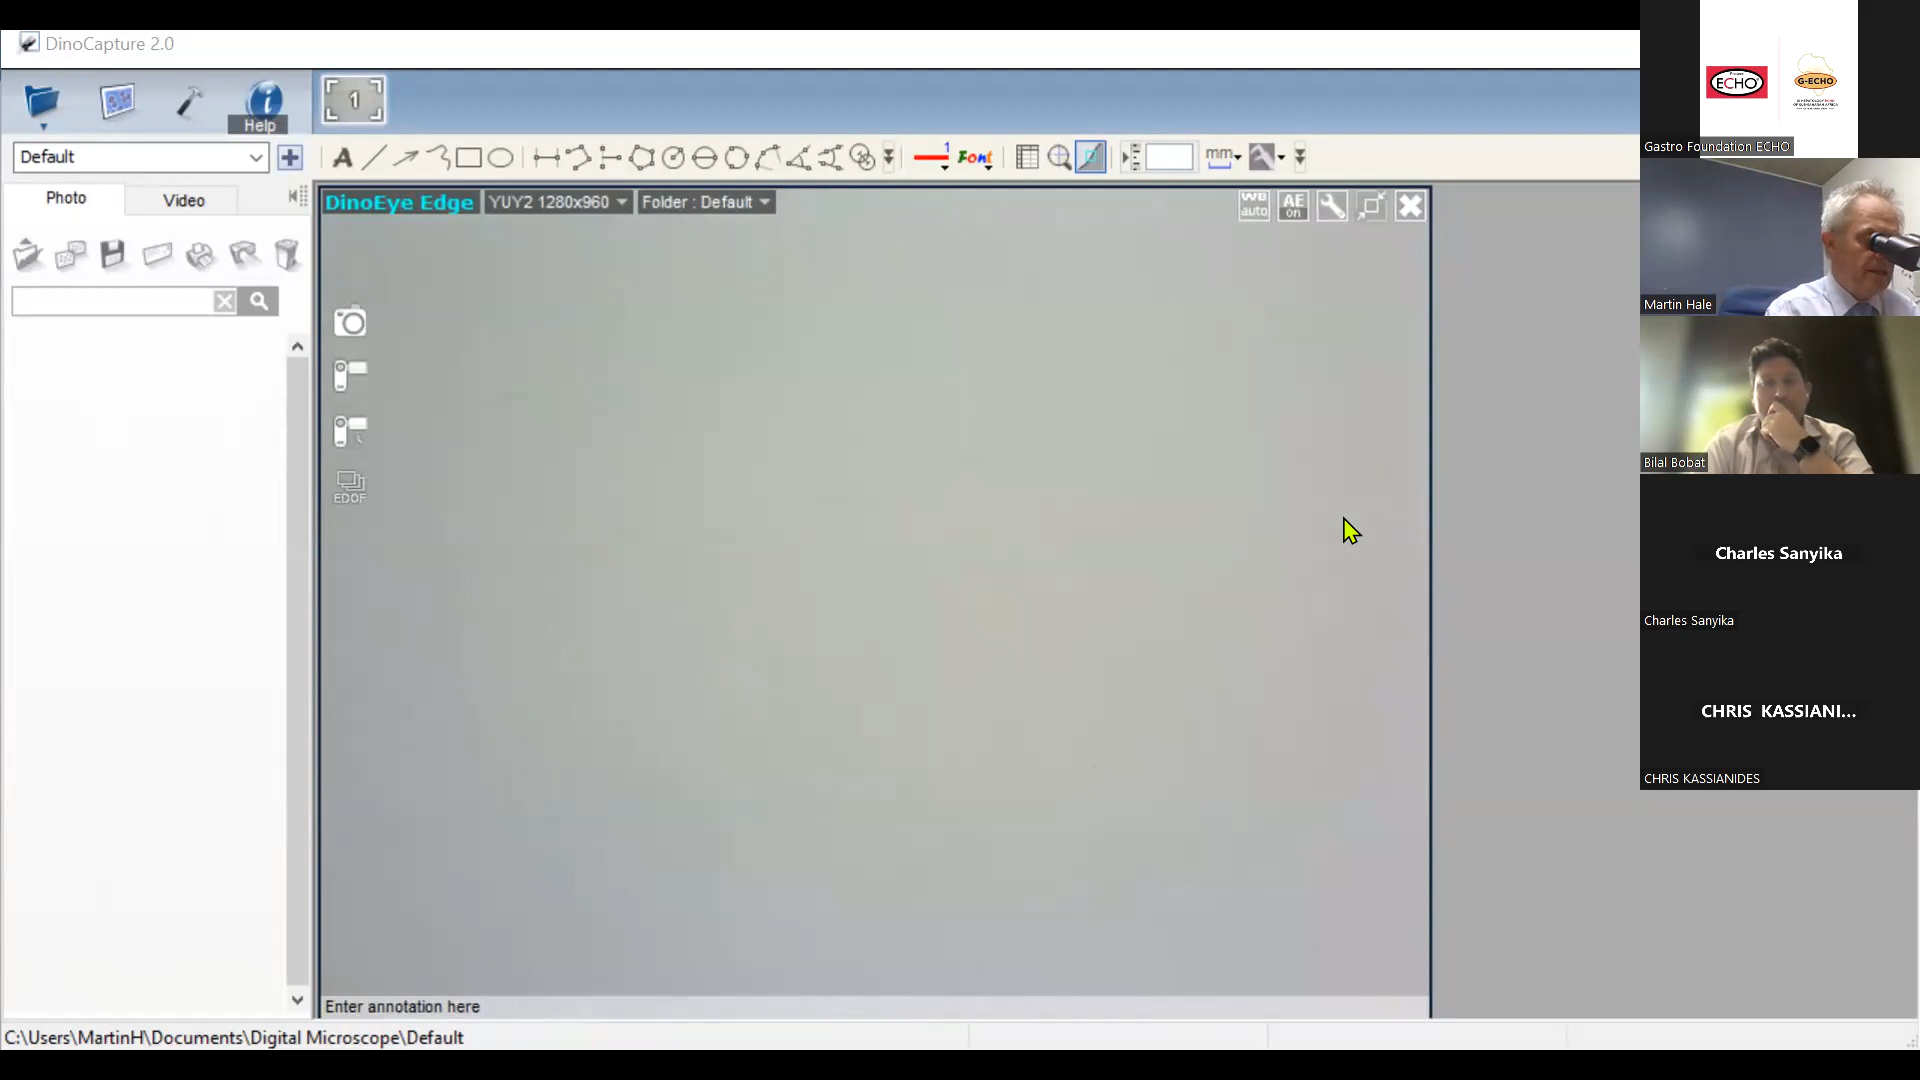 DinoCapture 2.0
1
Help
Default
A
1
Font
mm
Photo
Video
DinoEye Edge
YUY2 1280x960
Folder : Default
WB
auto
AE
on
EDOF
Enter annotation here
C:\Users\MartinH\Documents\Digital Microscope\Default
Project
ECHO
G-ECHO
Gastro Foundation ECHO
Martin Hale
Bilal Bobat
Charles Sanyika
Charles Sanyika
CHRIS KASSIANI...
CHRIS KASSIANIDES